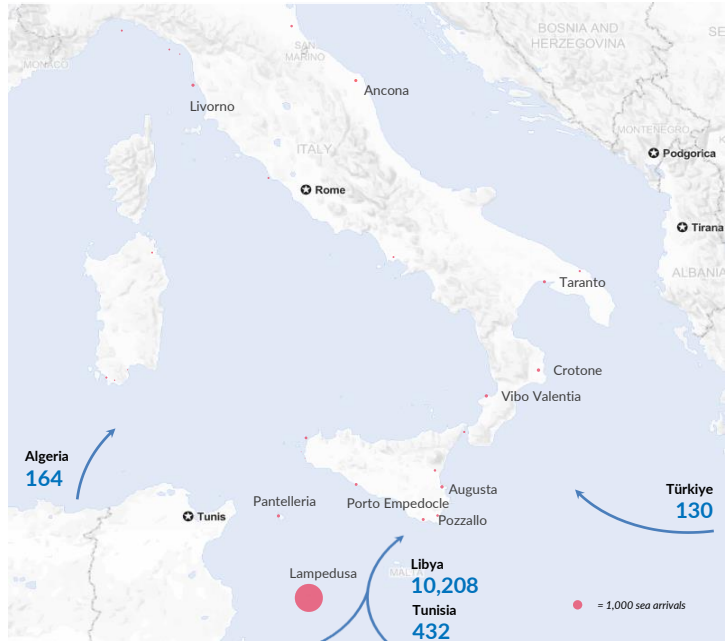 BOSNIA AND
HERZEGOVINA
SE
SAN
MARINO
MONACO
Ancona
Livorno
MONTENEGRO
K
ITALY
Podgorica
Rome
Tirana
ALBANIA
Taranto
Crotone
Vibo Valentia
Algeria
164
Augusta
Türkiye
130
Pantelleria
Porto Empedocle
Tunis
Pozzallo
Lampedusa
Libya
10,208
MALTA
= 1,000 sea arrivals
Tunisia
432